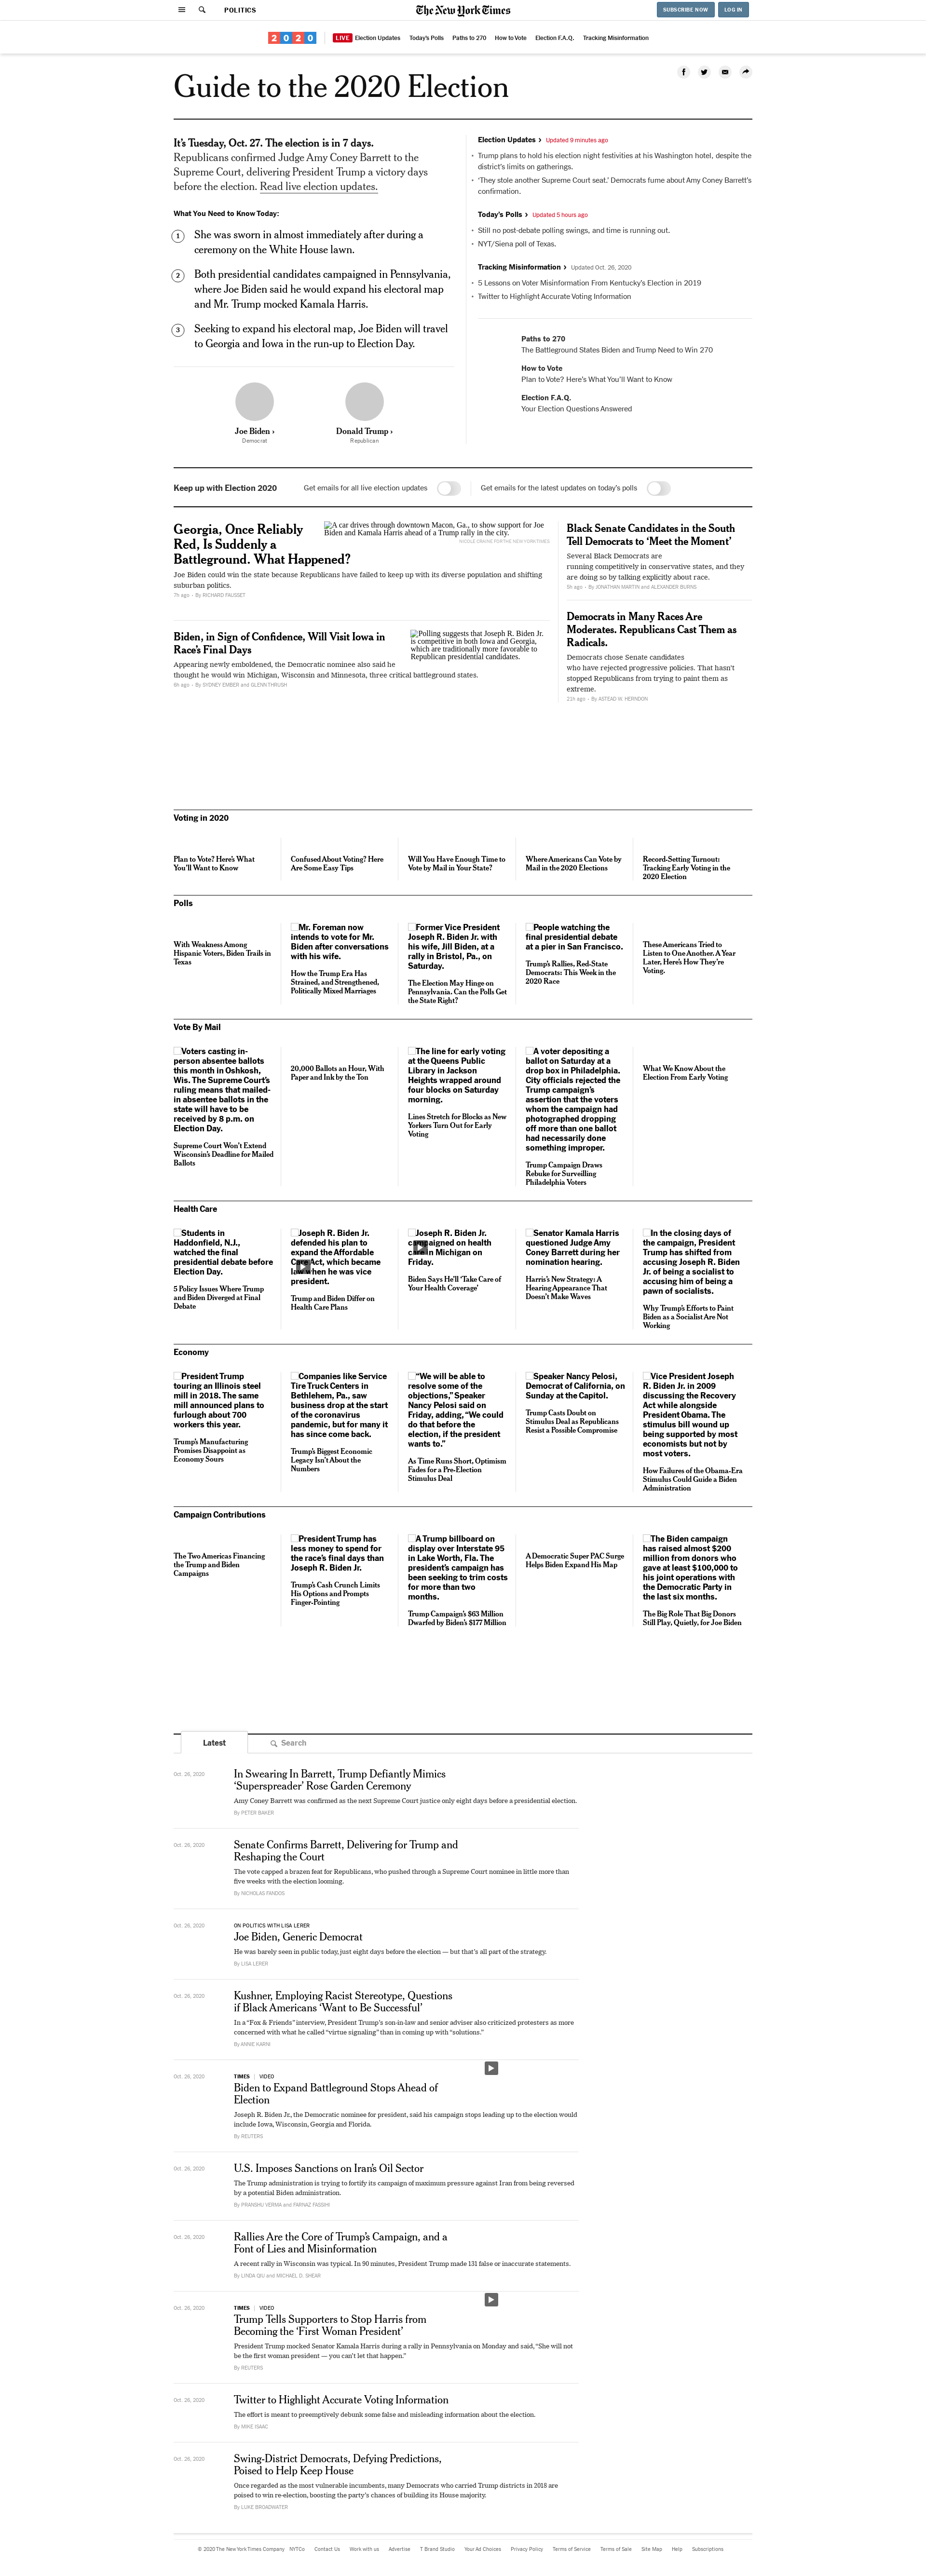 POLITICS
The New York Times
SUBSCRIBE NOW
LOG IN
2020
LIVE Election Updates
Today's Polls
Paths to 270
How to Vote
Election F.A.Q.
Tracking Misinformation
Guide to the 2020 Election
It's Tuesday, Oct. 27. The election is in 7 days.
Republicans confirmed Judge Amy Coney Barrett to the
Supreme Court, delivering President Trump a victory days
before the election. Read live election updates.
What You Need to Know Today:
1 She was sworn in almost immediately after during a
ceremony on the White House lawn.
2 Both presidential candidates campaigned in Pennsylvania,
where Joe Biden said he would expand his electoral map
and Mr. Trump mocked Kamala Harris.
3 Seeking to expand his electoral map, Joe Biden will travel
to Georgia and Iowa in the run-up to Election Day.
Joe Biden ›
Democrat
Donald Trump ›
Republican
Election Updates › Updated 9 minutes ago
• Trump plans to hold his election night festivities at his Washington hotel, despite the
district's limits on gatherings.
• 'They stole another Supreme Court seat.' Democrats fume about Amy Coney Barrett's
confirmation.
Today's Polls › Updated 5 hours ago
• Still no post-debate polling swings, and time is running out.
• NYT/Siena poll of Texas.
Tracking Misinformation › Updated Oct. 26, 2020
• 5 Lessons on Voter Misinformation From Kentucky's Election in 2019
• Twitter to Highlight Accurate Voting Information
Paths to 270
The Battleground States Biden and Trump Need to Win 270
How to Vote
Plan to Vote? Here's What You'll Want to Know
Election F.A.Q.
Your Election Questions Answered
Keep up with Election 2020
Get emails for all live election updates
Get emails for the latest updates on today's polls
Georgia, Once Reliably
Red, Is Suddenly a
Battleground. What Happened?
A car drives through downtown Macon, Ga., to show support for Joe
Biden and Kamala Harris ahead of a Trump rally in the city.
NICOLE CRAINE FOR THE NEW YORK TIMES
Joe Biden could win the state because Republicans have failed to keep up with its diverse population and shifting
suburban politics.
7h ago - By RICHARD FAUSSET
Biden, in Sign of Confidence, Will Visit Iowa in
Race's Final Days
Polling suggests that Joseph R. Biden Jr.
is competitive in both Iowa and Georgia,
which are traditionally more favorable to
Republican presidential candidates.
Appearing newly emboldened, the Democratic nominee also said he
thought he would win Michigan, Wisconsin and Minnesota, three critical battleground states.
8h ago - By SYDNEY EMBER and GLENN THRUSH
Black Senate Candidates in the South
Tell Democrats to 'Meet the Moment'
Several Black Democrats are
running competitively in conservative states, and they
are doing so by talking explicitly about race.
5h ago - By JONATHAN MARTIN and ALEXANDER BURNS
Democrats in Many Races Are
Moderates. Republicans Cast Them as
Radicals.
Democrats chose Senate candidates
who have rejected progressive policies. That hasn't
stopped Republicans from trying to paint them as
extreme.
21h ago - By ASTEAD W. HERNDON
Voting in 2020
Plan to Vote? Here's What
You'll Want to Know
Confused About Voting? Here
Are Some Easy Tips
Will You Have Enough Time to
Vote by Mail in Your State?
Where Americans Can Vote by
Mail in the 2020 Elections
Record-Setting Turnout:
Tracking Early Voting in the
2020 Election
Polls
With Weakness Among
Hispanic Voters, Biden Trails in
Texas
Mr. Foreman now
intends to vote for Mr.
Biden after conversations
with his wife.
How the Trump Era Has
Strained, and Strengthened,
Politically Mixed Marriages
Former Vice President
Joseph R. Biden Jr. with
his wife, Jill Biden, at a
rally in Bristol, Pa., on
Saturday.
The Election May Hinge on
Pennsylvania. Can the Polls Get
the State Right?
People watching the
final presidential debate
at a pier in San Francisco.
Trump's Rallies, Red-State
Democrats: This Week in the
2020 Race
These Americans Tried to
Listen to One Another. A Year
Later, Here's How They're
Voting.
Vote By Mail
Voters casting in-
person absentee ballots
this month in Oshkosh,
Wis. The Supreme Court's
ruling means that mailed-
in absentee ballots in the
state will have to be
received by 8 p.m. on
Election Day.
Supreme Court Won't Extend
Wisconsin's Deadline for Mailed
Ballots
20,000 Ballots an Hour, With
Paper and Ink by the Ton
The line for early voting
at the Queens Public
Library in Jackson
Heights wrapped around
four blocks on Saturday
morning.
Lines Stretch for Blocks as New
Yorkers Turn Out for Early
Voting
A voter depositing a
ballot on Saturday at a
drop box in Philadelphia.
City officials rejected the
Trump campaign's
assertion that the voters
whom the campaign had
photographed dropping
off more than one ballot
had necessarily done
something improper.
Trump Campaign Draws
Rebuke for Surveilling
Philadelphia Voters
What We Know About the
Election From Early Voting
Health Care
Students in
Haddonfield, N.J.,
watched the final
presidential debate before
Election Day.
5 Policy Issues Where Trump
and Biden Diverged at Final
Debate
Joseph R. Biden Jr.
defended his plan to
expand the Affordable
Act, which became
hen he was vice
president.
Trump and Biden Differ on
Health Care Plans
Joseph R. Biden Jr.
campaigned on health
in Michigan on
Friday.
Biden Says He'll 'Take Care of
Your Health Coverage'
Senator Kamala Harris
questioned Judge Amy
Coney Barrett during her
nomination hearing.
Harris's New Strategy: A
Hearing Appearance That
Doesn't Make Waves
In the closing days of
the campaign, President
Trump has shifted from
accusing Joseph R. Biden
Jr. of being a socialist to
accusing him of being a
pawn of socialists.
Why Trump's Efforts to Paint
Biden as a Socialist Are Not
Working
Economy
President Trump
touring an Illinois steel
mill in 2018. The same
mill announced plans to
furlough about 700
workers this year.
Trump's Manufacturing
Promises Disappoint as
Economy Sours
Companies like Service
Tire Truck Centers in
Bethlehem, Pa., saw
business drop at the start
of the coronavirus
pandemic, but for many it
has since come back.
Trump's Biggest Economic
Legacy Isn't About the
Numbers
"We will be able to
resolve some of the
objections," Speaker
Nancy Pelosi said on
Friday, adding, "We could
do that before the
election, if the president
wants to."
As Time Runs Short, Optimism
Fades for a Pre-Election
Stimulus Deal
Speaker Nancy Pelosi,
Democrat of California, on
Sunday at the Capitol.
Trump Casts Doubt on
Stimulus Deal as Republicans
Resist a Possible Compromise
Vice President Joseph
R. Biden Jr. in 2009
discussing the Recovery
Act while alongside
President Obama. The
stimulus bill wound up
being supported by most
economists but not by
most voters.
How Failures of the Obama-Era
Stimulus Could Guide a Biden
Administration
Campaign Contributions
The Two Americas Financing
the Trump and Biden
Campaigns
President Trump has
less money to spend for
the race's final days than
Joseph R. Biden Jr.
Trump's Cash Crunch Limits
His Options and Prompts
Finger-Pointing
A Trump billboard on
display over Interstate 95
in Lake Worth, Fla. The
president's campaign has
been seeking to trim costs
for more than two
months.
Trump Campaign's $63 Million
Dwarfed by Biden's $177 Million
A Democratic Super PAC Surge
Helps Biden Expand His Map
The Biden campaign
has raised almost $200
million from donors who
gave at least $100,000 to
his joint operations with
the Democratic Party in
the last six months.
The Big Role That Big Donors
Still Play, Quietly, for Joe Biden
Latest
Search
Oct. 26, 2020
In Swearing In Barrett, Trump Defiantly Mimics
'Superspreader' Rose Garden Ceremony
Amy Coney Barrett was confirmed as the next Supreme Court justice only eight days before a presidential election.
By PETER BAKER
Oct. 26, 2020
Senate Confirms Barrett, Delivering for Trump and
Reshaping the Court
The vote capped a brazen feat for Republicans, who pushed through a Supreme Court nominee in little more than
five weeks with the election looming.
By NICHOLAS FANDOS
Oct. 26, 2020
ON POLITICS WITH LISA LERER
Joe Biden, Generic Democrat
He was barely seen in public today, just eight days before the election — but that's all part of the strategy.
By LISA LERER
Oct. 26, 2020
Kushner, Employing Racist Stereotype, Questions
if Black Americans 'Want to Be Successful'
In a "Fox & Friends" interview, President Trump's son-in-law and senior adviser also criticized protesters as more
concerned with what he called "virtue signaling" than in coming up with "solutions."
By ANNIE KARNI
Oct. 26, 2020
TIMES | VIDEO
Biden to Expand Battleground Stops Ahead of
Election
Joseph R. Biden Jr., the Democratic nominee for president, said his campaign stops leading up to the election would
include Iowa, Wisconsin, Georgia and Florida.
By REUTERS
Oct. 26, 2020
U.S. Imposes Sanctions on Iran's Oil Sector
The Trump administration is trying to fortify its campaign of maximum pressure against Iran from being reversed
by a potential Biden administration.
By PRANSHU VERMA and FARNAZ FASSIHI
Oct. 26, 2020
Rallies Are the Core of Trump's Campaign, and a
Font of Lies and Misinformation
A recent rally in Wisconsin was typical. In 90 minutes, President Trump made 131 false or inaccurate statements.
By LINDA QIU and MICHAEL D. SHEAR
Oct. 26, 2020
TIMES | VIDEO
Trump Tells Supporters to Stop Harris from
Becoming the 'First Woman President'
President Trump mocked Senator Kamala Harris during a rally in Pennsylvania on Monday and said, "She will not
be the first woman president — you can't let that happen."
By REUTERS
Oct. 26, 2020
Twitter to Highlight Accurate Voting Information
The effort is meant to preemptively debunk some false and misleading information about the election.
By MIKE ISAAC
Oct. 26, 2020
Swing-District Democrats, Defying Predictions,
Poised to Help Keep House
Once regarded as the most vulnerable incumbents, many Democrats who carried Trump districts in 2018 are
poised to win re-election, boosting the party's chances of building its House majority.
By LUKE BROADWATER
© 2020 The New York Times Company
NYTCo
Contact Us
Work with us
Advertise
T Brand Studio
Your Ad Choices
Privacy Policy
Terms of Service
Terms of Sale
Site Map
Help
Subscriptions